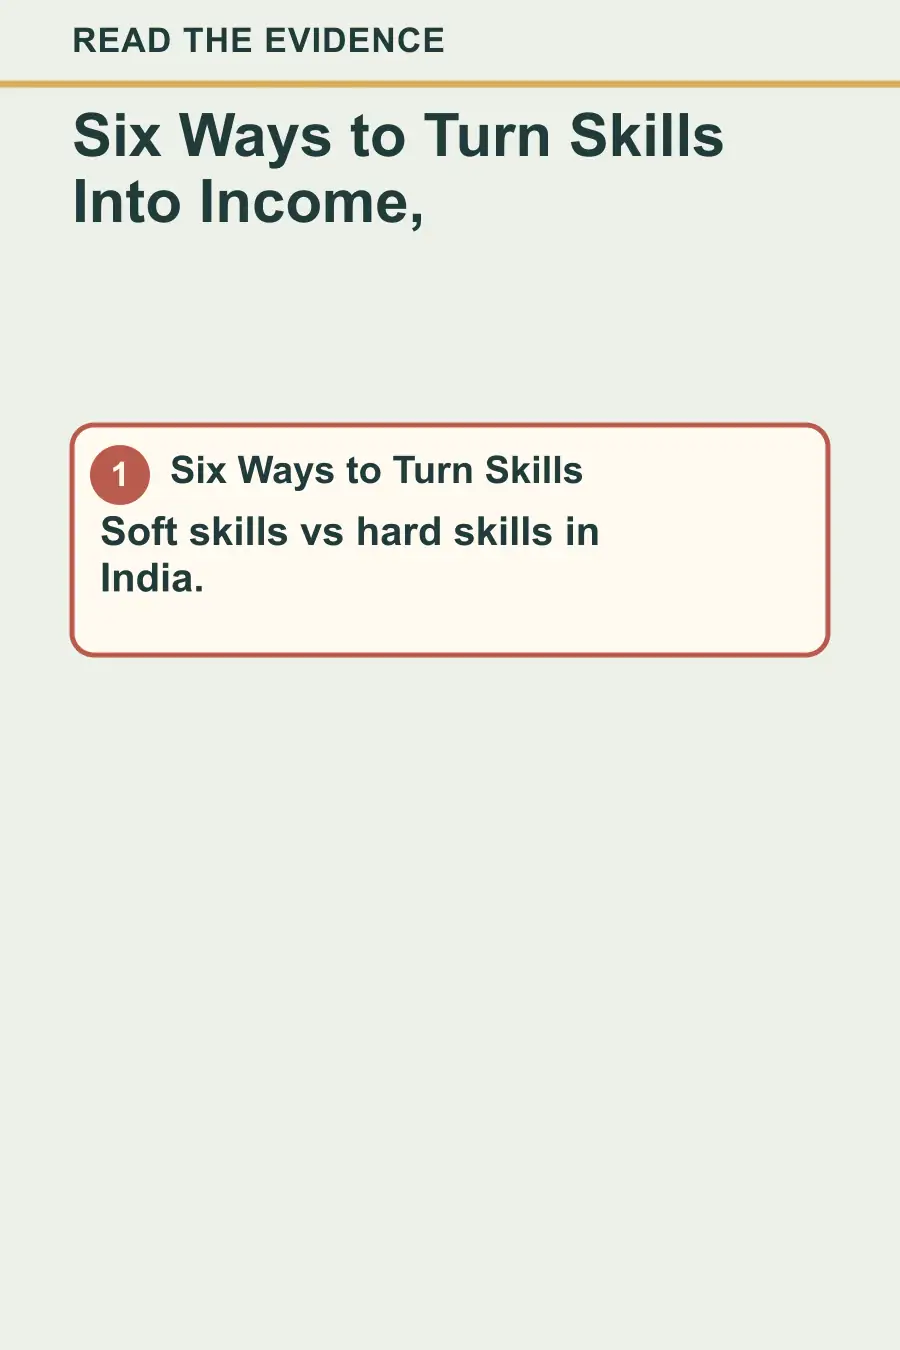 READ THE EVIDENCE
Six Ways to Turn Skills
Into Income,
1 Six Ways to Turn Skills
Soft skills vs hard skills in
India.